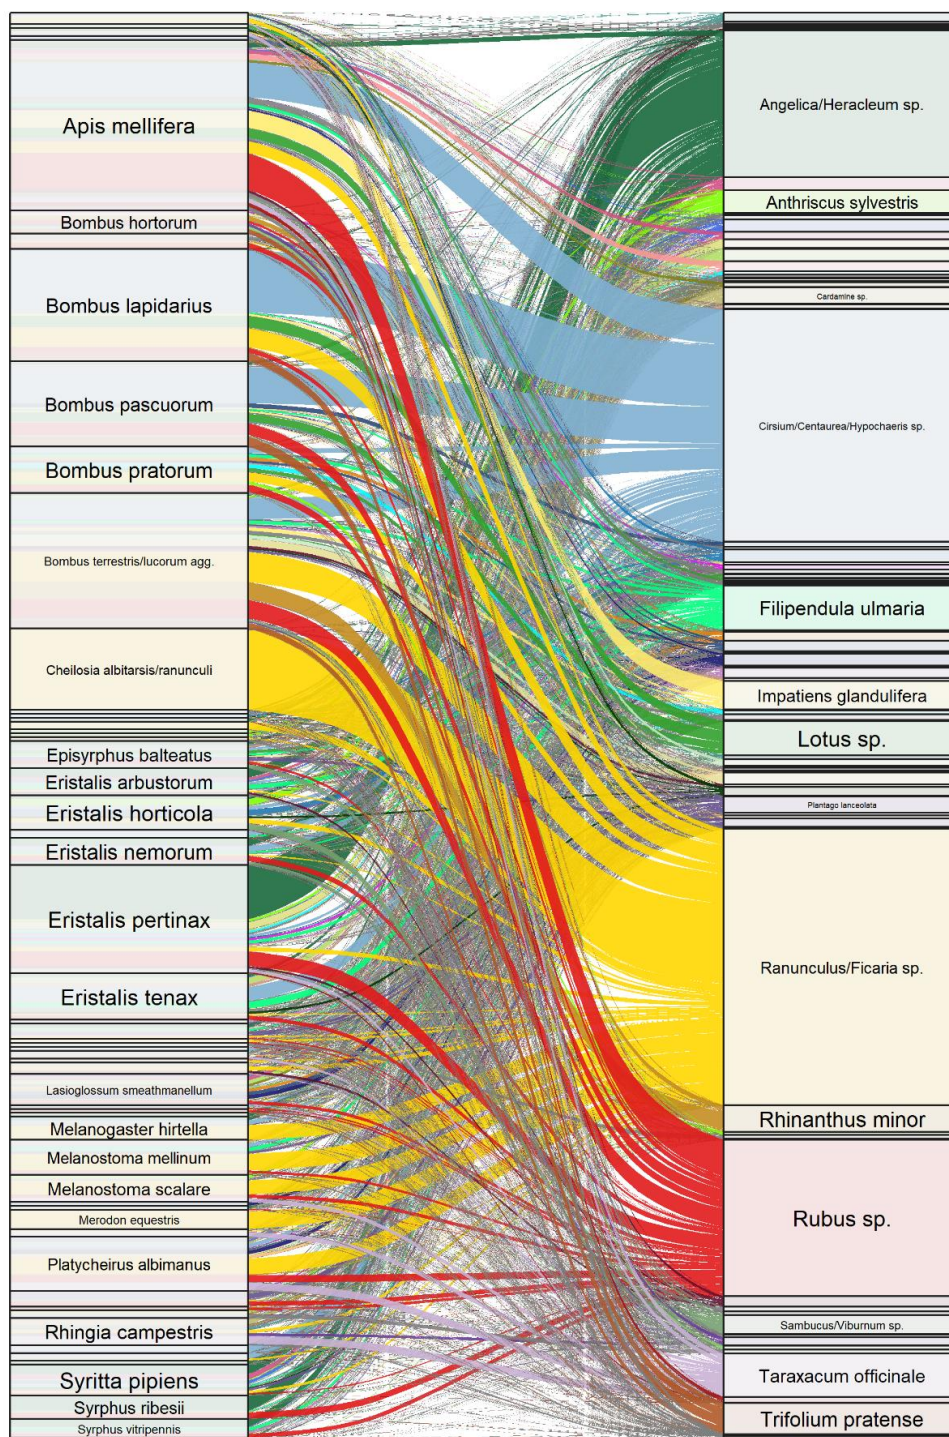 Apis mellifera
Bombus hortorum
Bombus lapidarius
Bombus pascuorum
Bombus pratorum
Bombus terrestris/lucorum agg.
Cheilosia albitarsis/ranunculi
Episyrphus balteatus
Eristalis arbustorum
Eristalis horticola
Eristalis nemorum
Eristalis pertinax
Eristalis tenax
Lasioglossum smeathmanellum
Melanogaster hirtella
Melanostoma mellinum
Melanostoma scalare
Merodon equestris
Platycheirus albimanus
Rhingia campestris
Syritta pipiens
Syrphus ribesii
Syrphus vitripennis
Angelica/Heracleum sp.
Anthriscus sylvestris
Cardamine sp.
Cirsium/Centaurea/Hypochaeris sp.
Filipendula ulmaria
Impatiens glandulifera
Lotus sp.
Plantago lanceolata
Ranunculus/Ficaria sp.
Rhinanthus minor
Rubus sp.
Sambucus/Viburnum sp.
Taraxacum officinale
Trifolium pratense